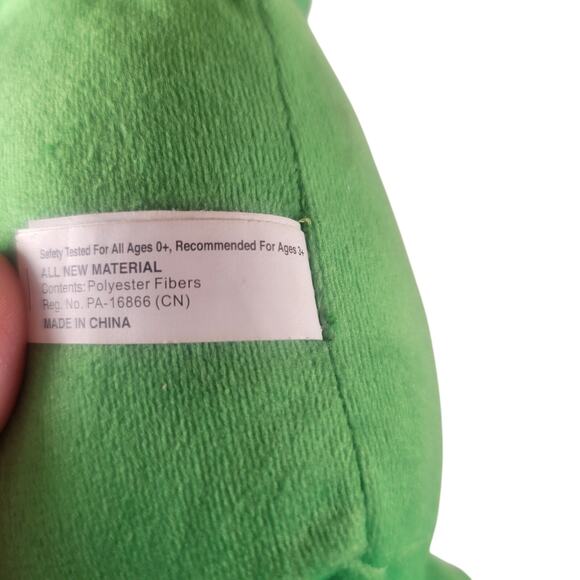 Safety Tested For All Ages 0+, Recommended For Ages 3+
ALL NEW MATERIAL
Contents: Polyester Fibers
Reg. No. PA-16866 (CN)
MADE IN CHINA